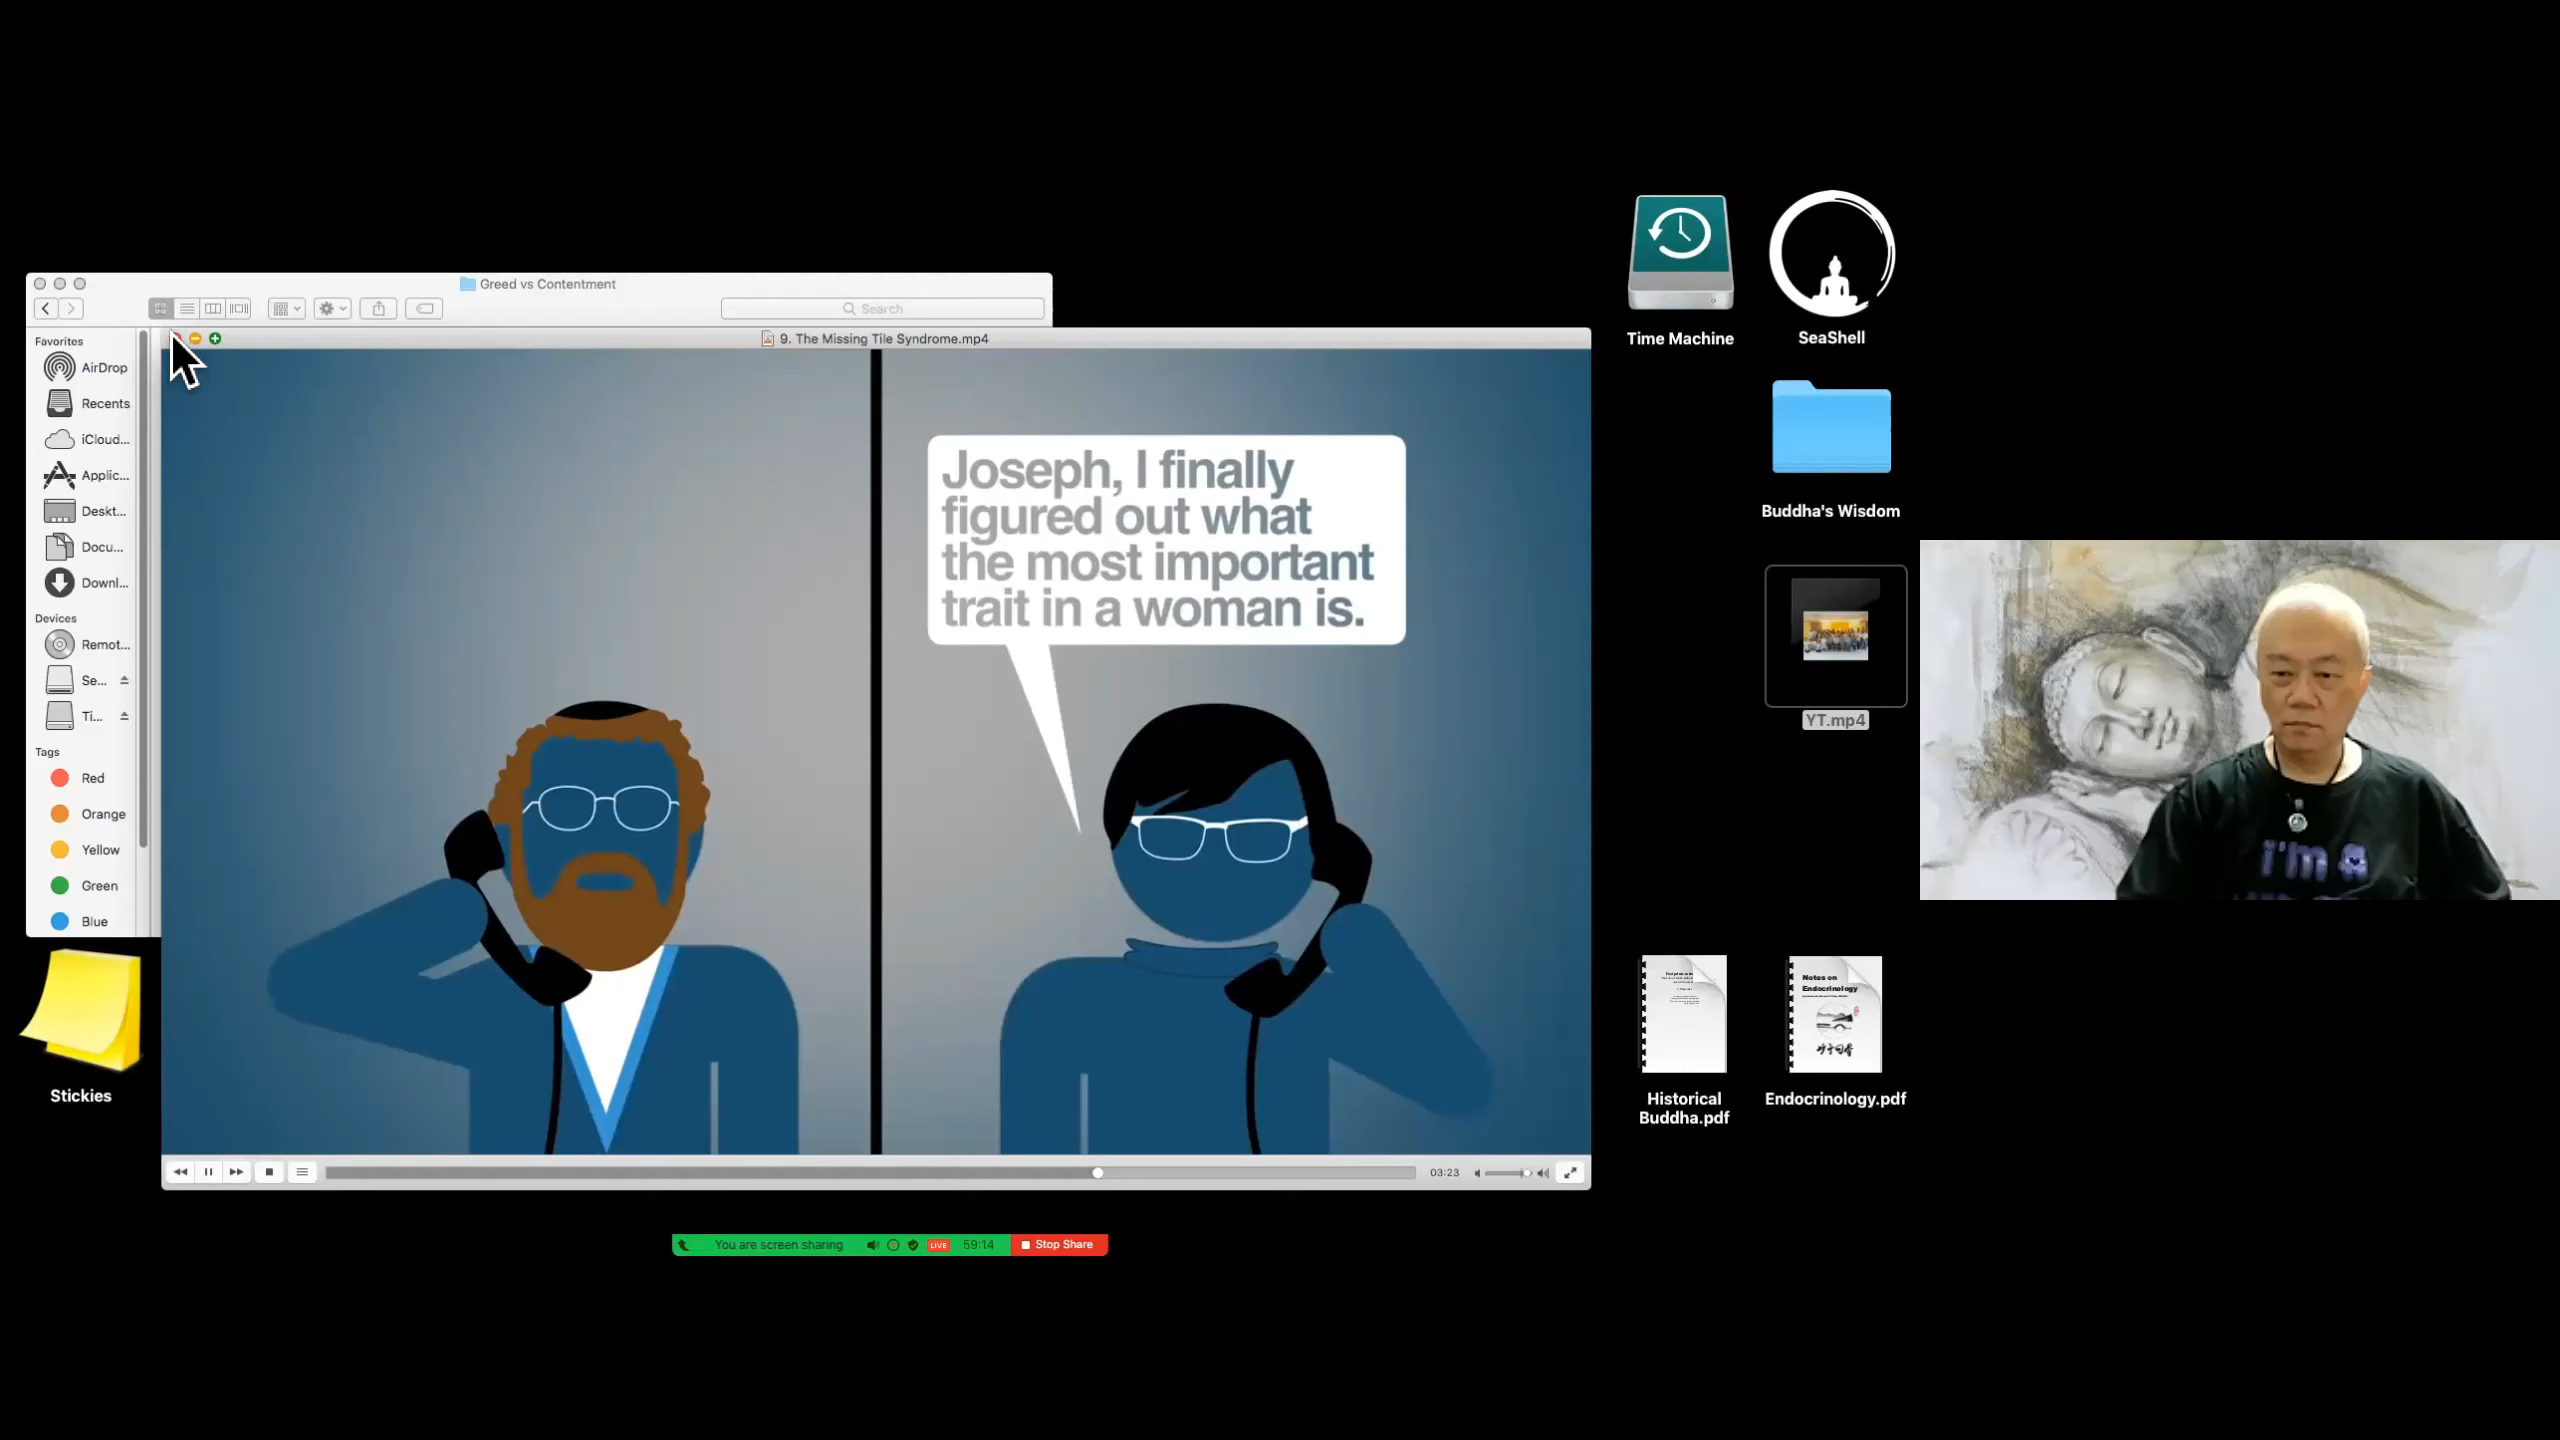 Greed vs Contentment
Search
Favorites
AirDrop
Recents
iCloud...
Applic...
Deskt...
Docu...
Downl...
Devices
Remot...
Se...
Ti...
Tags
Red
Orange
Yellow
Green
Blue
9. The Missing Tile Syndrome.mp4
Joseph, I finally
figured out what
the most important
trait in a woman is.
03:23
Stickies
You are screen sharing
LIVE
59:14
Stop Share
Time Machine
SeaShell
Buddha's Wisdom
YT.mp4
I'm A
Notes on
Endocrinology
Historical
Buddha.pdf
Endocrinology.pdf